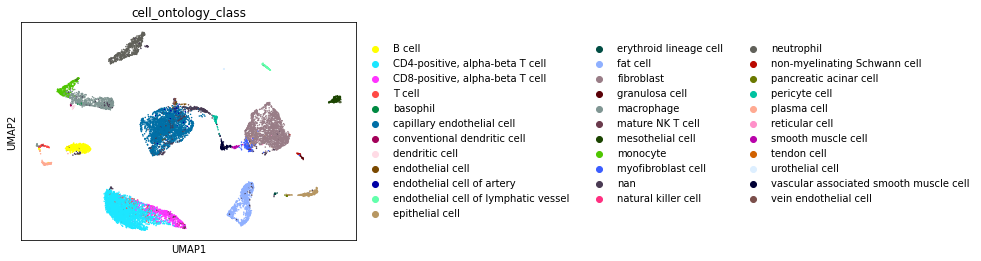 cell_ontology_class
UMAP2
UMAP1
B cell
CD4-positive, alpha-beta T cell
CD8-positive, alpha-beta T cell
T cell
basophil
capillary endothelial cell
conventional dendritic cell
dendritic cell
endothelial cell
endothelial cell of artery
endothelial cell of lymphatic vessel
epithelial cell
erythroid lineage cell
fat cell
fibroblast
granulosa cell
macrophage
mature NK T cell
mesothelial cell
monocyte
myofibroblast cell
nan
natural killer cell
neutrophil
non-myelinating Schwann cell
pancreatic acinar cell
pericyte cell
plasma cell
reticular cell
smooth muscle cell
tendon cell
urothelial cell
vascular associated smooth muscle cell
vein endothelial cell